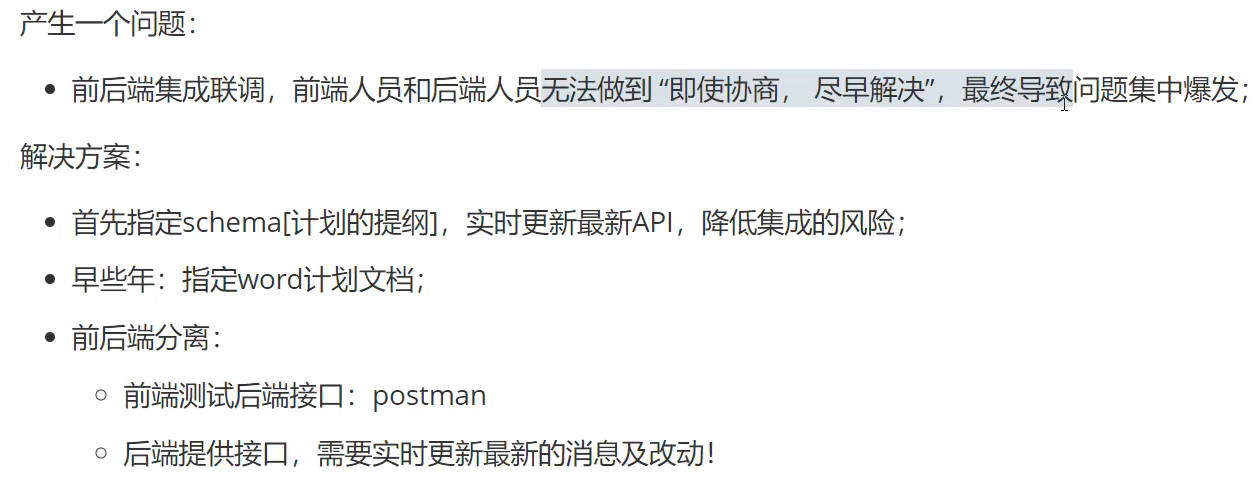 产生一个问题：
前后端集成联调，前端人员和后端人员无法做到 “即使协商， 尽早解决”，最终导致问题集中爆发；
解决方案：
首先指定schema[计划的提纲]，实时更新最新API，降低集成的风险；
早些年：指定word计划文档；
前后端分离：
前端测试后端接口：postman
后端提供接口，需要实时更新最新的消息及改动！